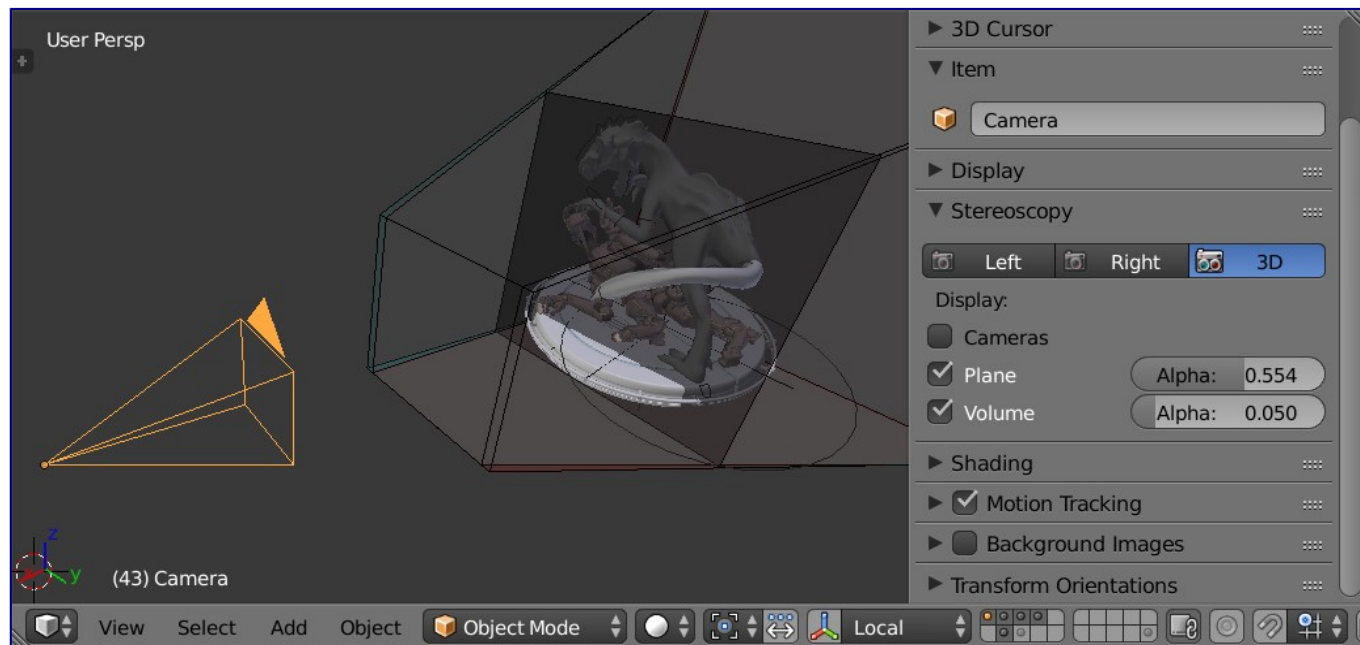 User Persp
3D Cursor
Item
Camera
Display
Stereoscopy
Left Right 3D
Display:
Cameras
Plane Alpha: 0.554
Volume Alpha: 0.050
Shading
Motion Tracking
Background Images
Transform Orientations
z
y
(43) Camera
View Select Add Object Object Mode Local